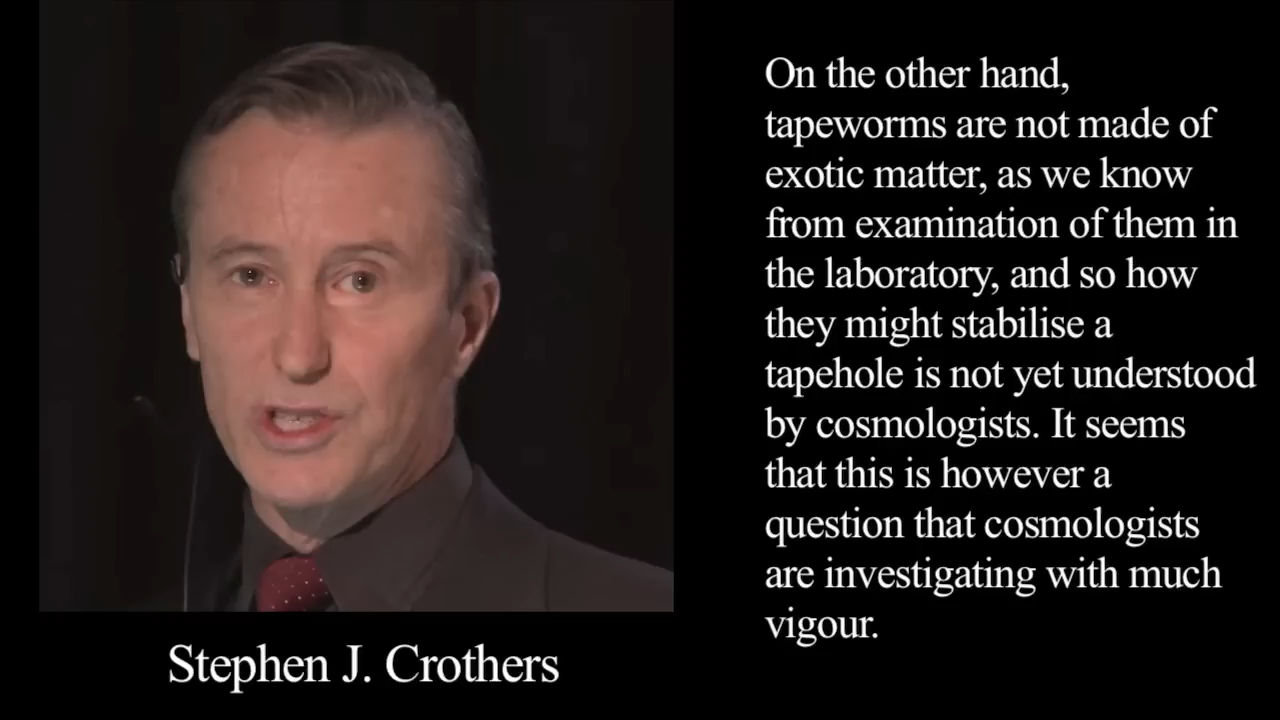 On the other hand,
tapeworms are not made of
exotic matter, as we know
from examination of them in
the laboratory, and so how
they might stabilise a
tapehole is not yet understood
by cosmologists. It seems
that this is however a
question that cosmologists
are investigating with much
vigour.
Stephen J. Crothers